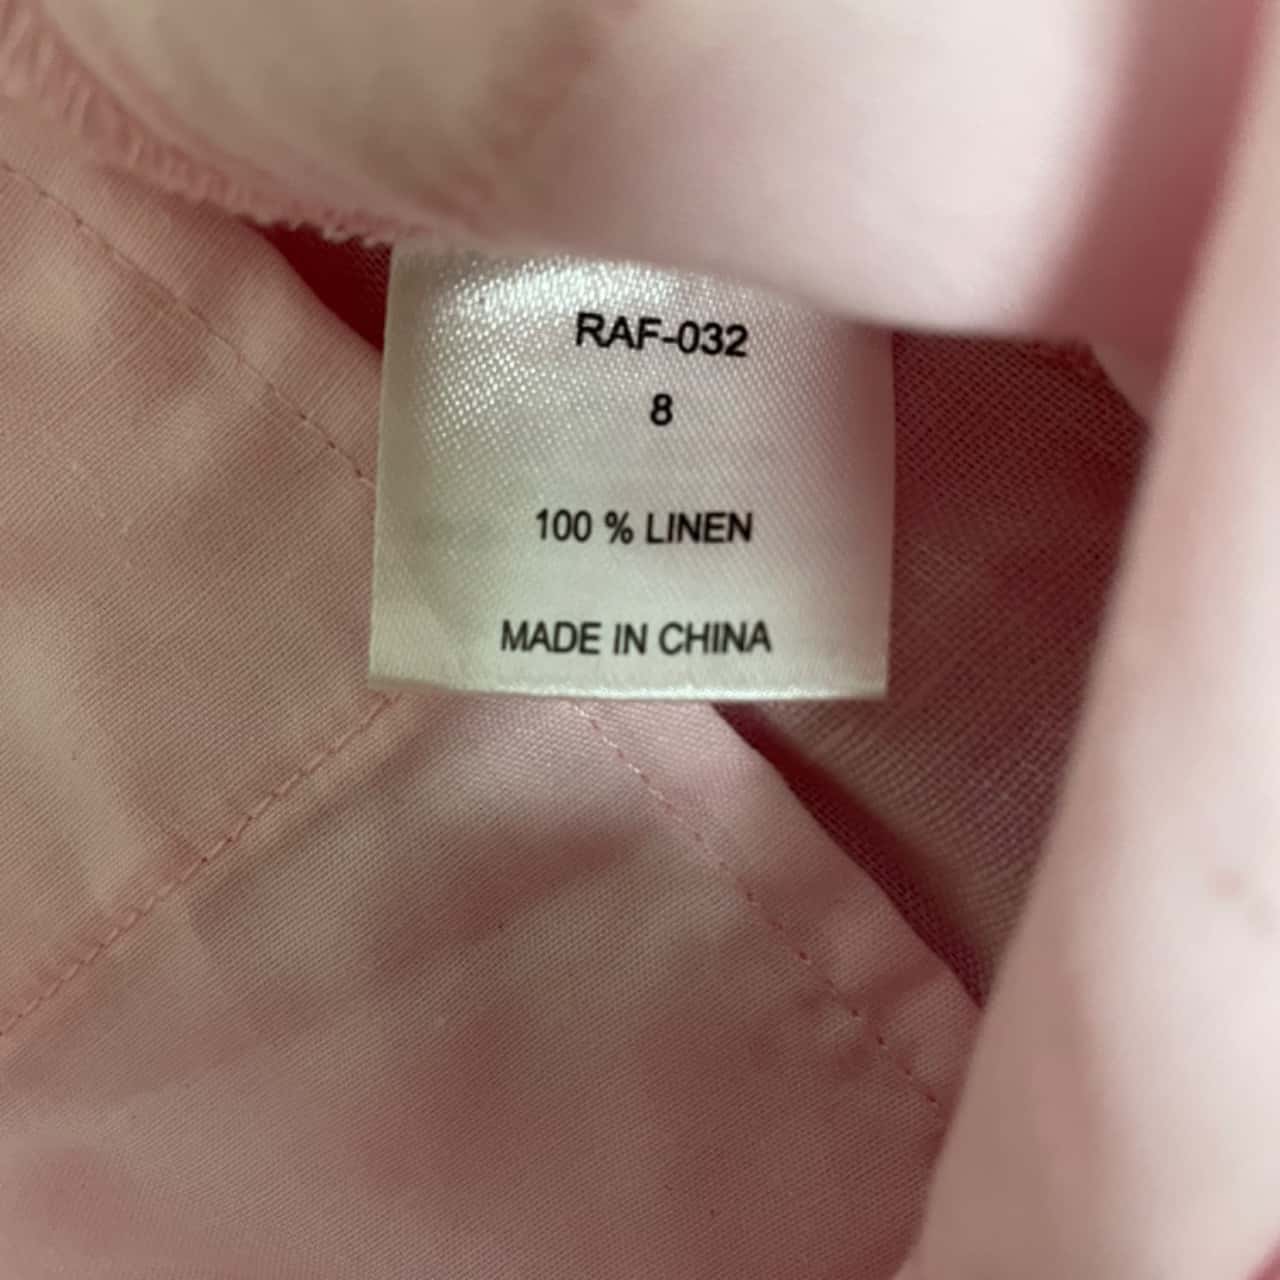 RAF-032
8
100 % LINEN
MADE IN CHINA